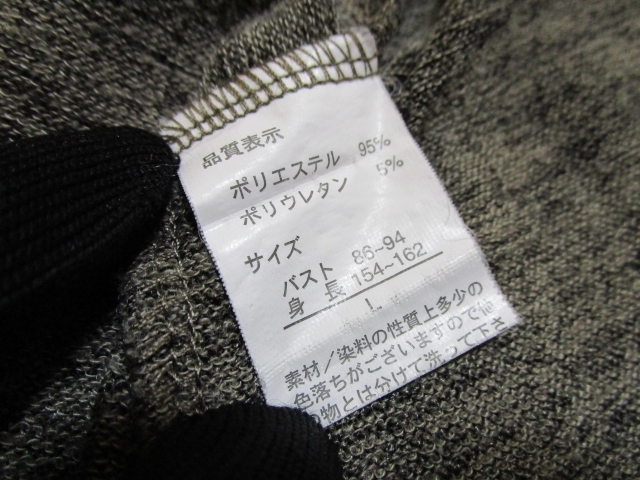 品質表示
ポリエステル 95%
ポリウレタン 5%
サイズ
バスト 86~94
身長 154~162
L
素材/染料の性質上多少の
色落ちがございますので他
の物とは分けて洗って下さ